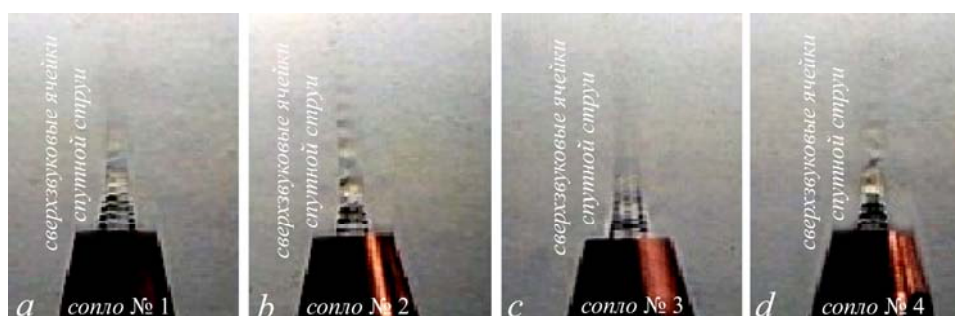 сверхзвуковые ячейки
спутной струи
a
сопло № 1
сверхзвуковые ячейки
спутной струи
b
сопло № 2
сверхзвуковые ячейки
спутной струи
c
сопло № 3
сверхзвуковые ячейки
спутной струи
d
сопло № 4